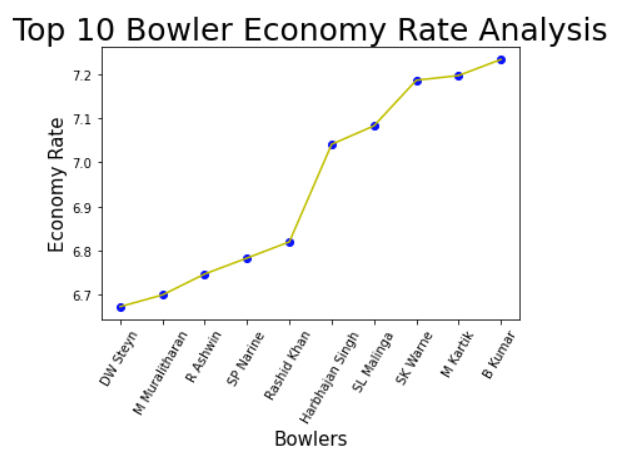 Top 10 Bowler Economy Rate Analysis
7.2
7.1
7.0
6.9
6.8
6.7
Economy Rate
DW Steyn
M Muralitharan
R Ashwin
SP Narine
Rashid Khan
Harbhajan Singh
SL Malinga
SK Warne
M Kartik
B Kumar
Bowlers